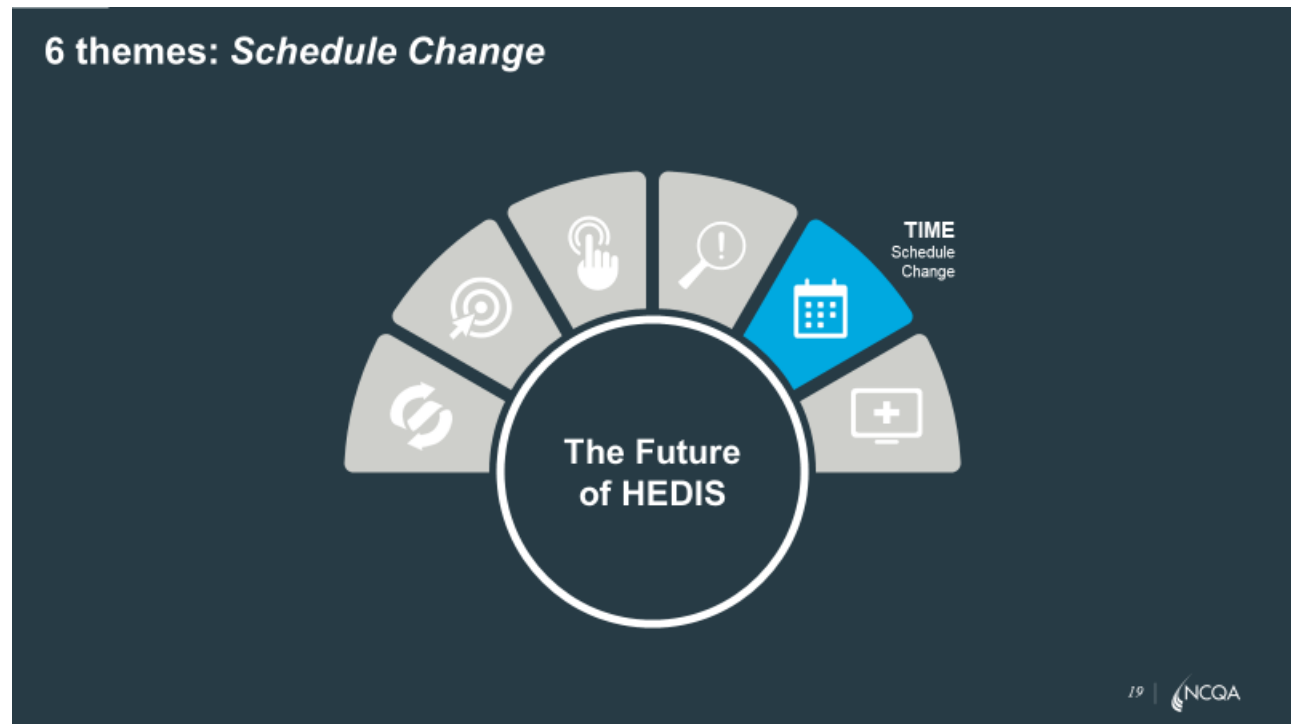 6 themes: Schedule Change
TIME
Schedule
Change
The Future
of HEDIS
19 | NCQA